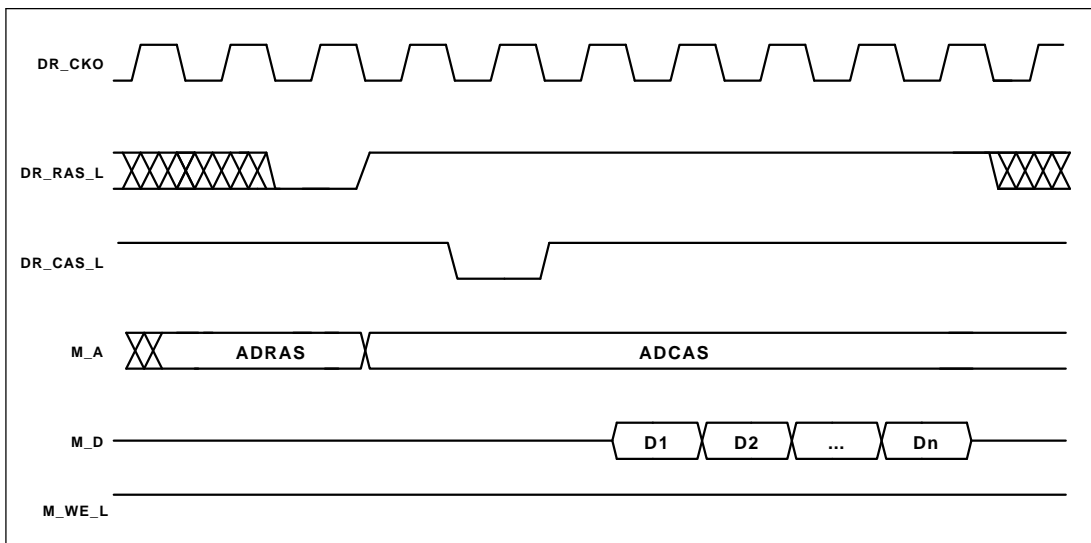 DR_CKO
DR_RAS_L
DR_CAS_L
M_A ADRAS ADCAS
M_D D1 D2 ... Dn
M_WE_L